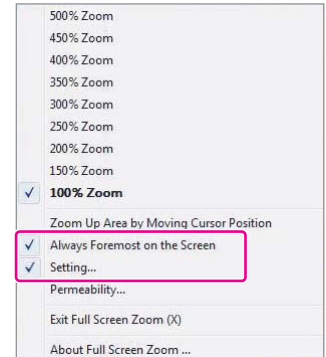 500% Zoom
450% Zoom
400% Zoom
350% Zoom
300% Zoom
250% Zoom
200% Zoom
150% Zoom
100% Zoom
Zoom Up Area by Moving Cursor Position
Always Foremost on the Screen
Setting...
Permeability...
Exit Full Screen Zoom (X)
About Full Screen Zoom ...